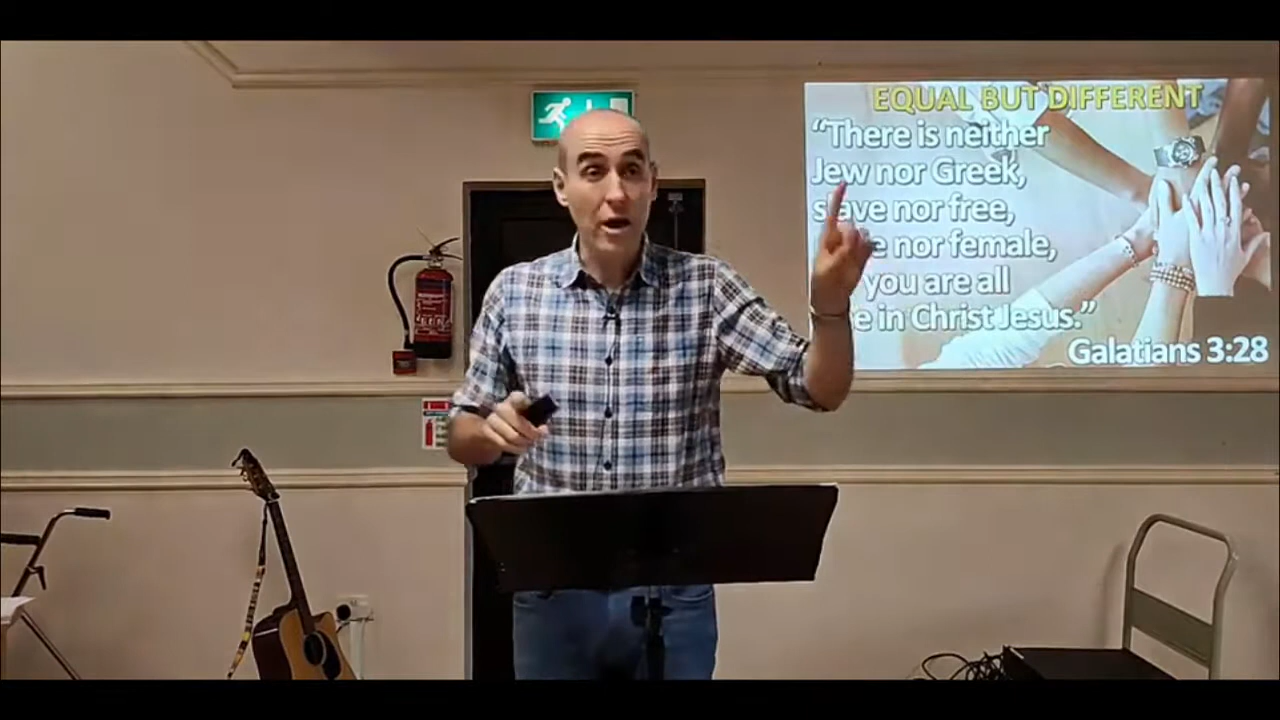 EQUAL BUT DIFFERENT
“There is neither
Jew nor Greek,
slave nor free,
nor female,
you are all
in Christ Jesus.”
Galatians 3:28